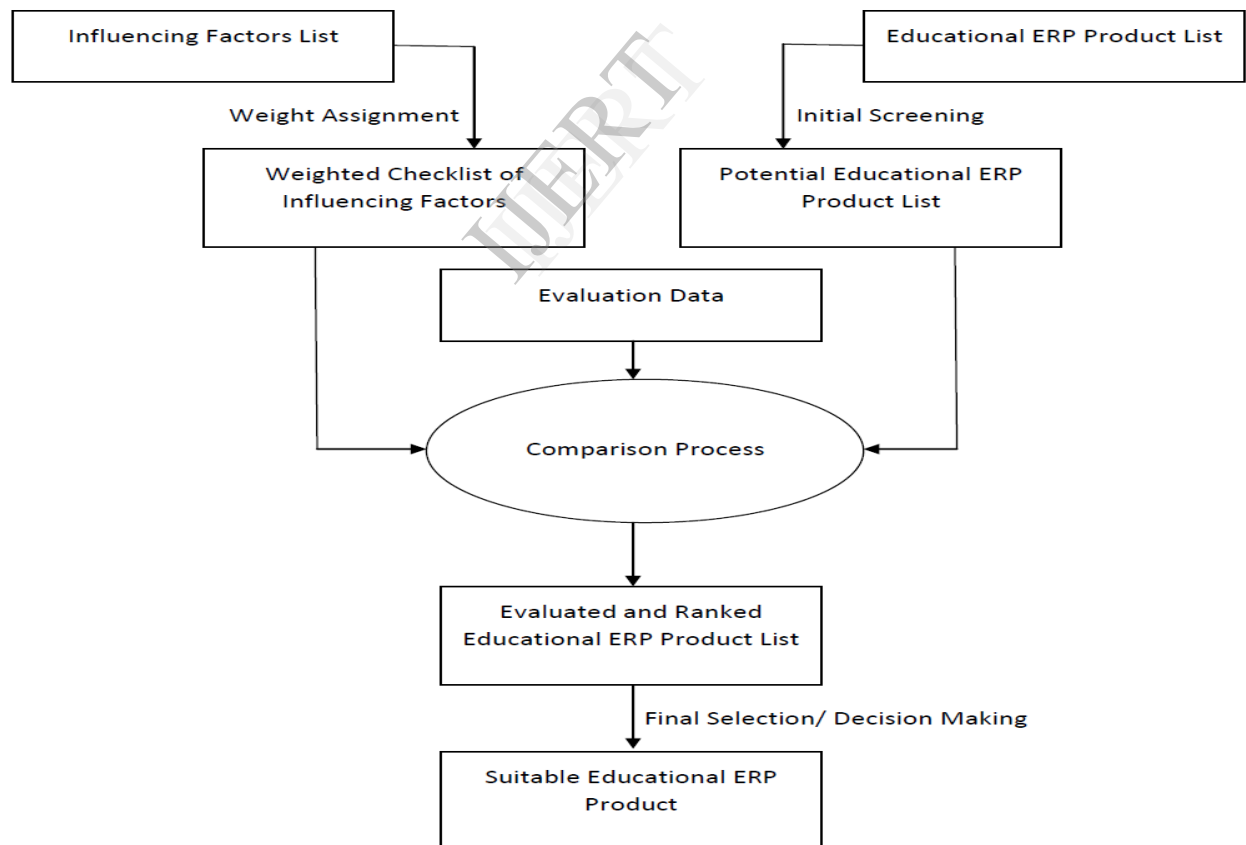 Influencing Factors List
Educational ERP Product List
Weight Assignment
Initial Screening
Weighted Checklist of
Influencing Factors
Potential Educational ERP
Product List
IJERT
Evaluation Data
Comparison Process
Evaluated and Ranked
Educational ERP Product List
Final Selection/ Decision Making
Suitable Educational ERP
Product